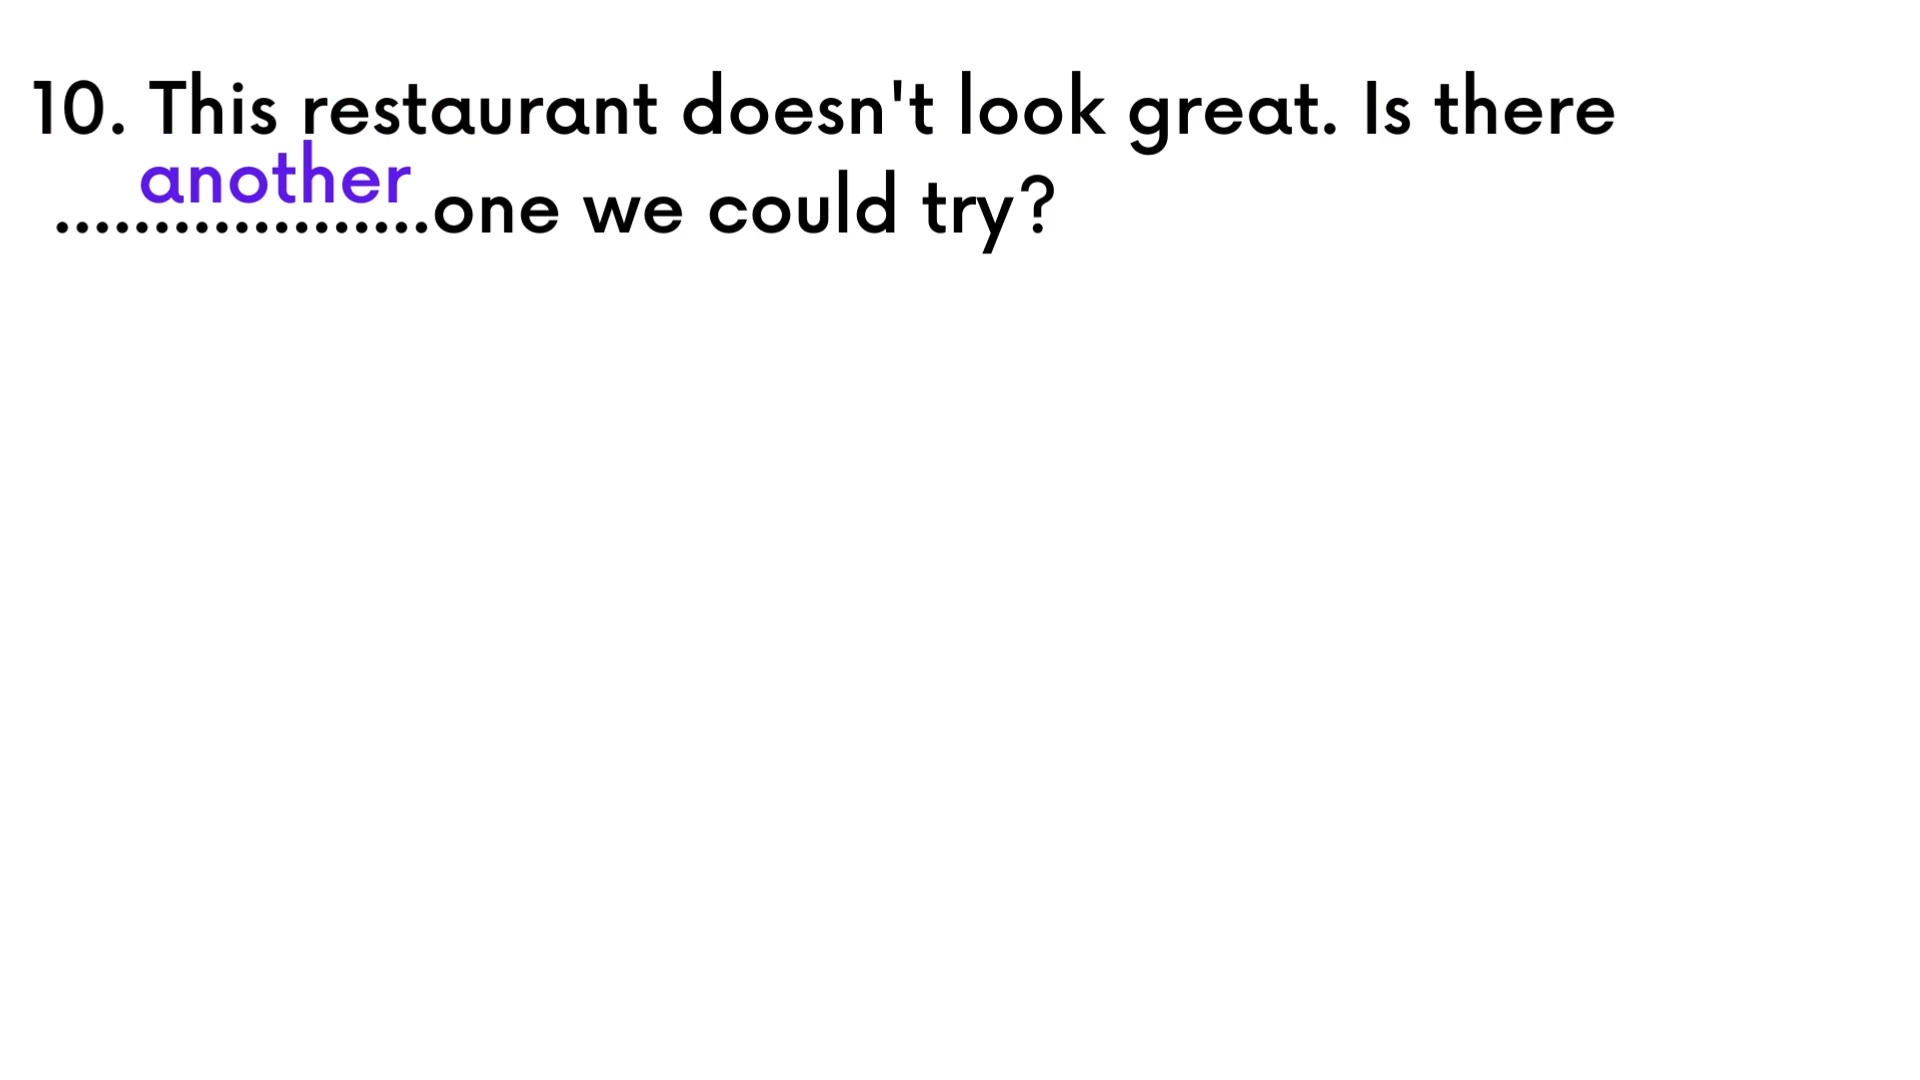 10. This restaurant doesn't look great. Is there
another
...................one we could try?